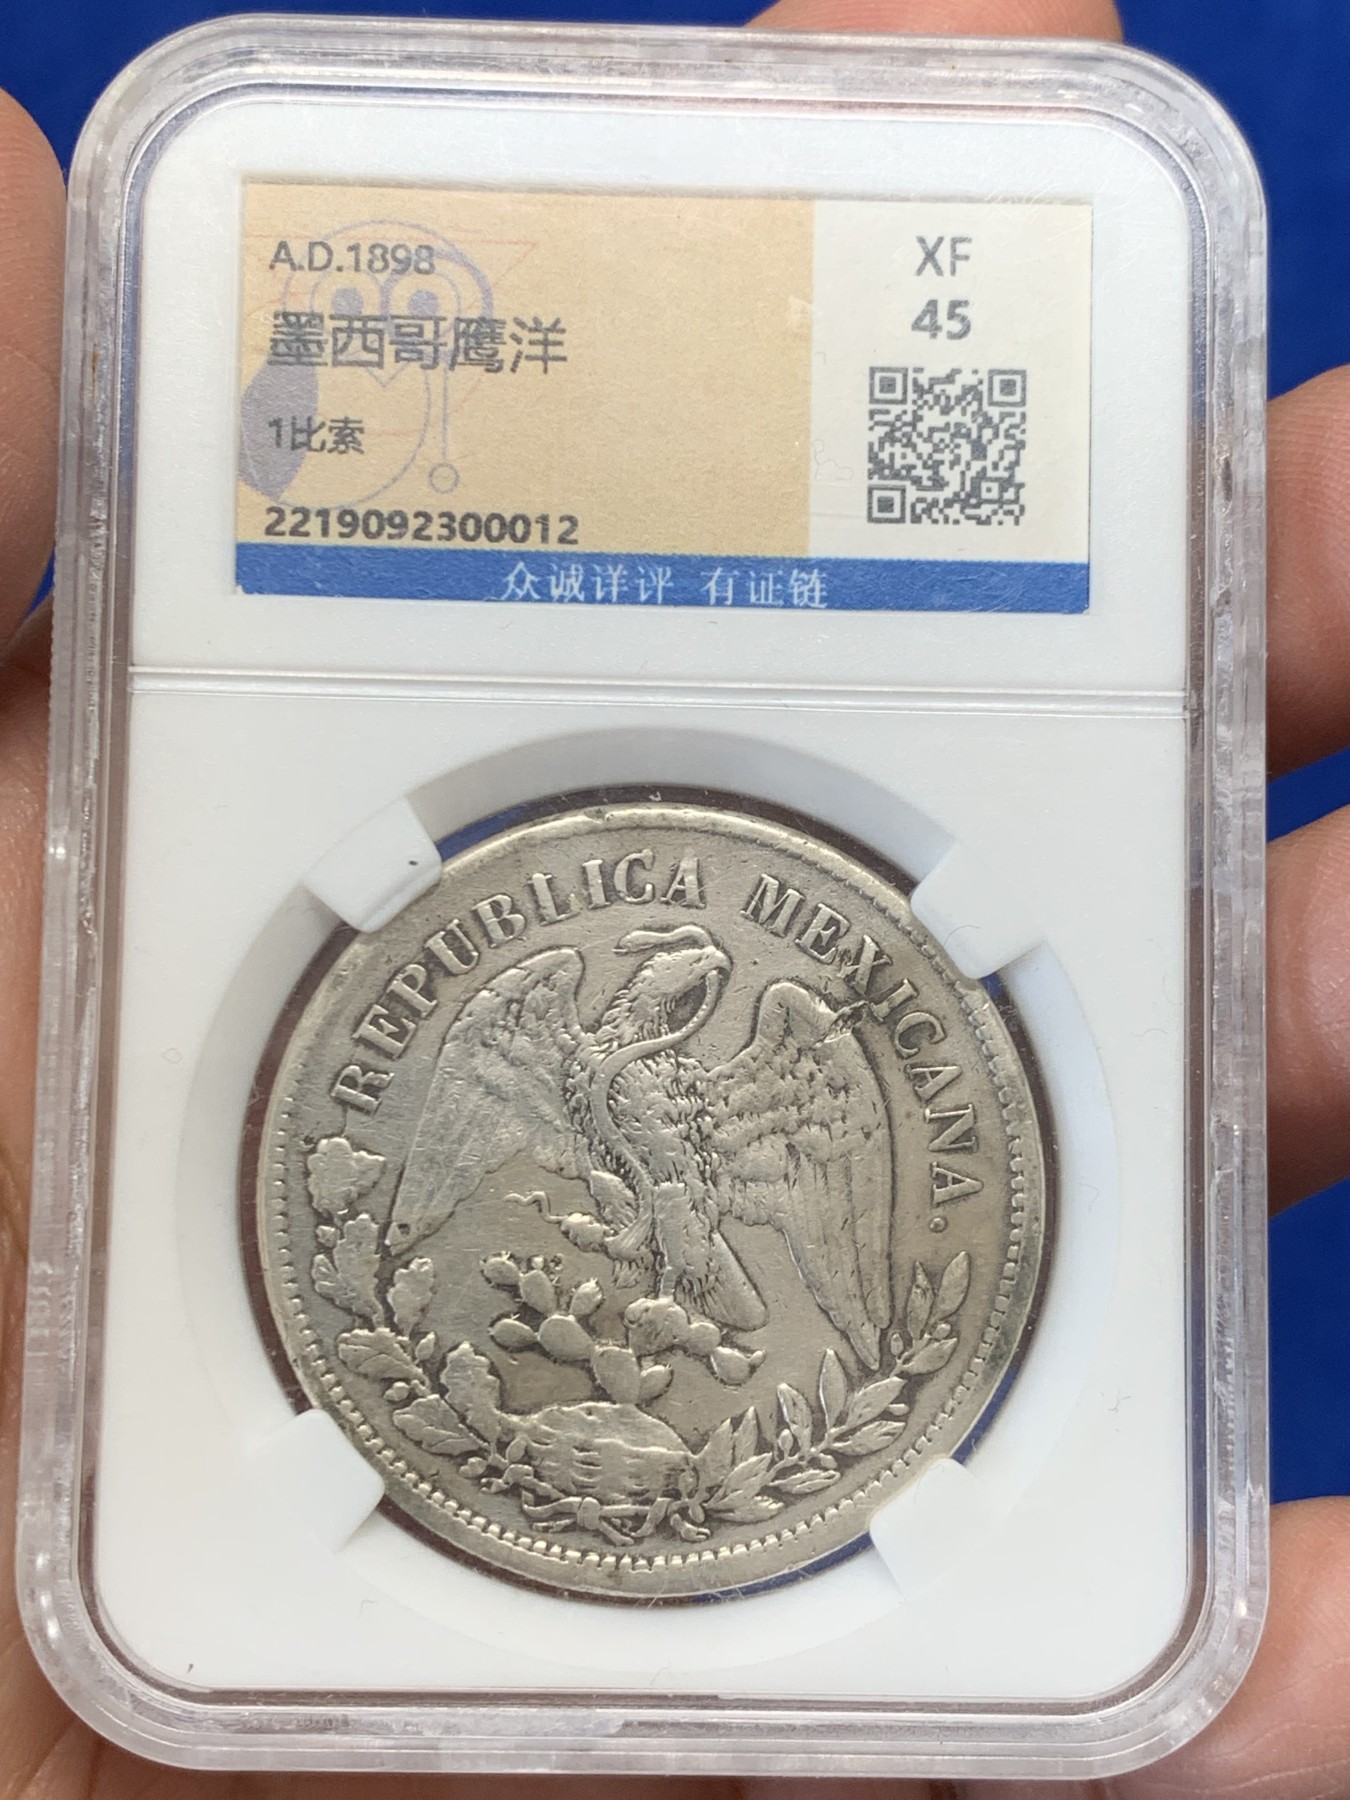 A.D.1898
墨西哥鹰洋
1比索
2219092300012
XF
45
众诚详评 有证链
REPUBLICA MEXICANA.